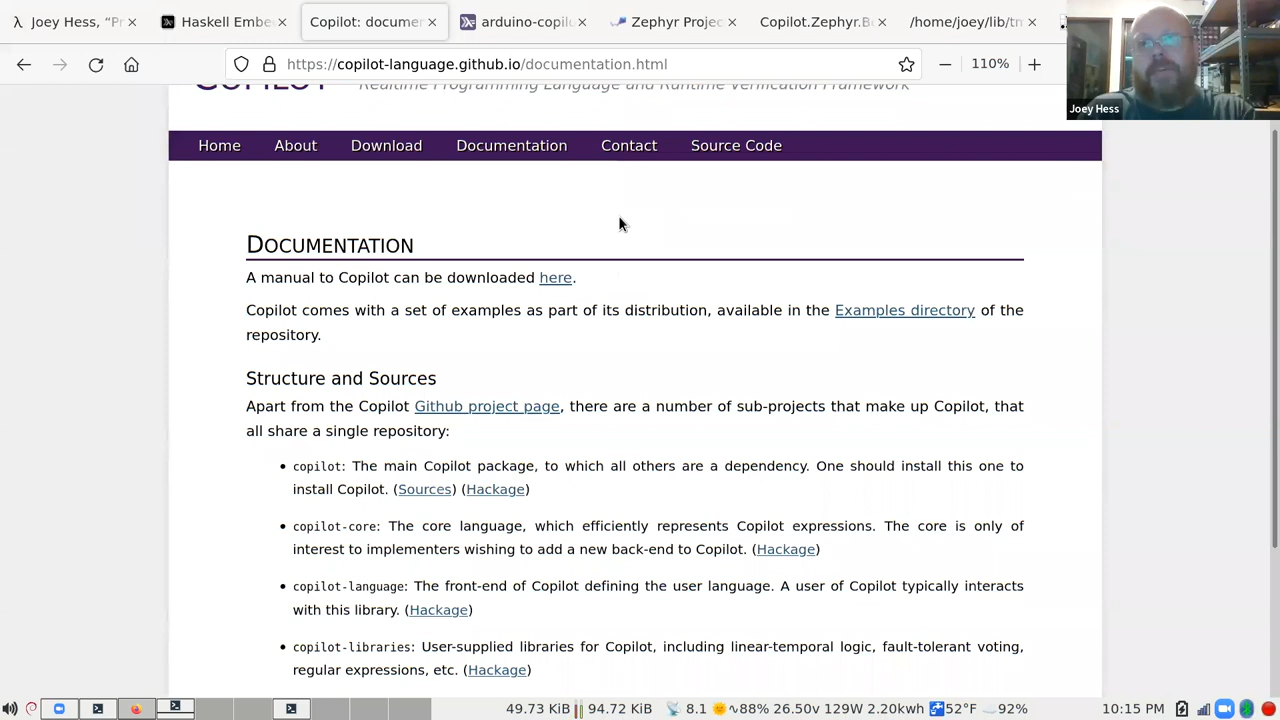 λ Joey Hess, “Pr
Haskell Embe
Copilot: documen
arduino-copilo
Zephyr Projec
Copilot.Zephyr.Bo
/home/joey/lib/tm
https://copilot-language.github.io/documentation.html
110%
Joey Hess
COPILOT Realtime Programming Language and Runtime Verification Framework
Home About Download Documentation Contact Source Code
DOCUMENTATION
A manual to Copilot can be downloaded here.
Copilot comes with a set of examples as part of its distribution, available in the Examples directory of the
repository.
Structure and Sources
Apart from the Copilot Github project page, there are a number of sub-projects that make up Copilot, that
all share a single repository:
• copilot: The main Copilot package, to which all others are a dependency. One should install this one to
install Copilot. (Sources) (Hackage)
• copilot-core: The core language, which efficiently represents Copilot expressions. The core is only of
interest to implementers wishing to add a new back-end to Copilot. (Hackage)
• copilot-language: The front-end of Copilot defining the user language. A user of Copilot typically interacts
with this library. (Hackage)
• copilot-libraries: User-supplied libraries for Copilot, including linear-temporal logic, fault-tolerant voting,
regular expressions, etc. (Hackage)
49.73 KiB 94.72 KiB 8.1 ∿88% 26.50v 129W 2.20kwh 52°F 92% 10:15 PM